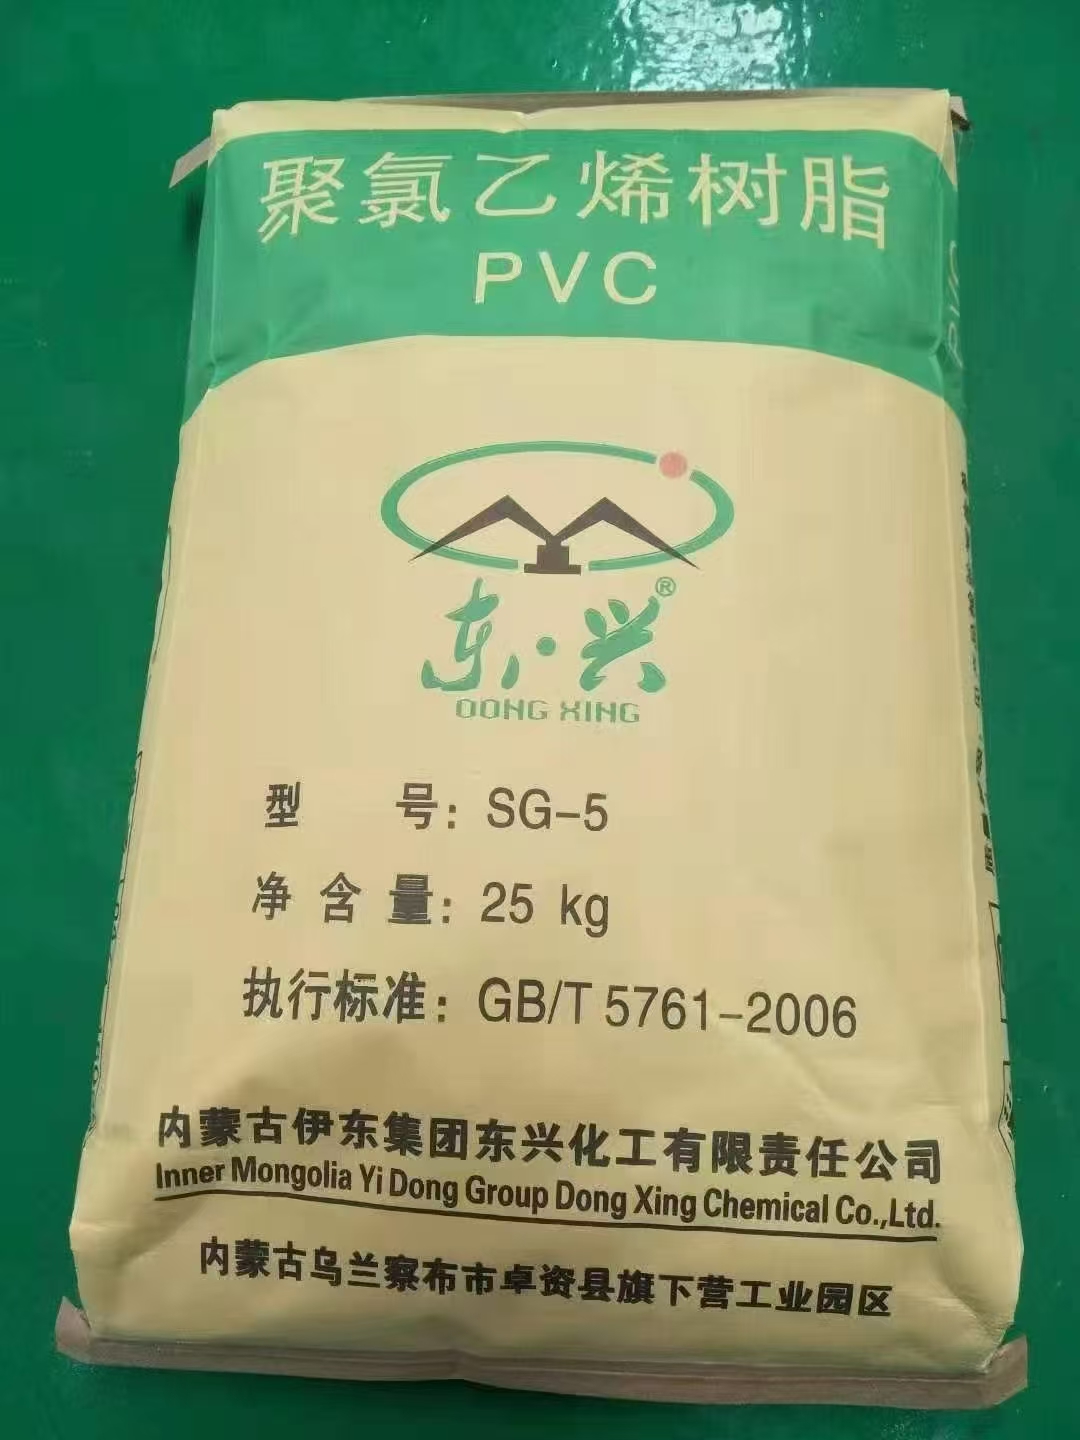 聚氯乙烯树脂
PVC
东·兴®
DONG XING
型 号：SG-5
净含量：25 kg
执行标准：GB/T 5761-2006
内蒙古伊东集团东兴化工有限责任公司
Inner Mongolia Yi Dong Group Dong Xing Chemical Co.,Ltd.
内蒙古乌兰察布市卓资县旗下营工业园区